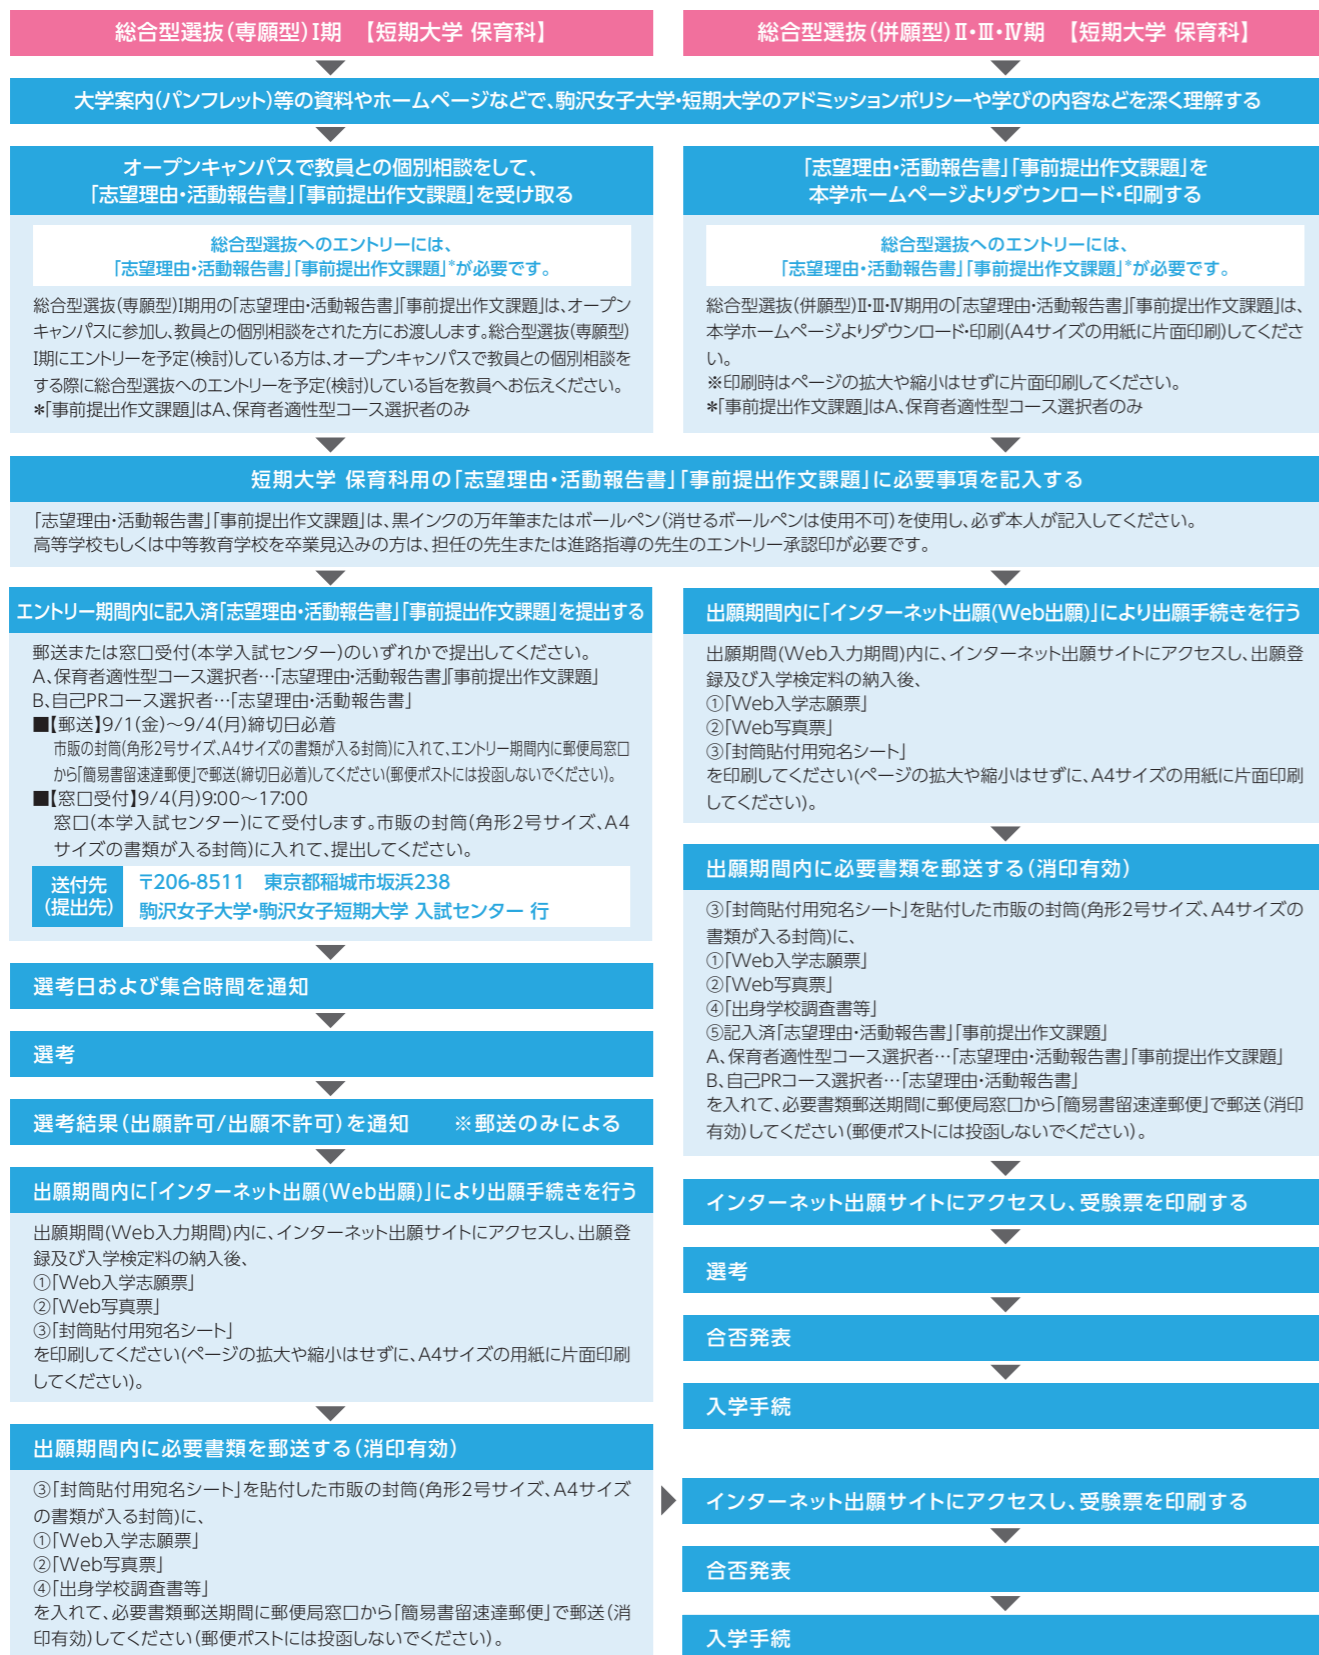 総合型選抜(専願型)Ⅰ期 【短期大学 保育科】
総合型選抜(併願型)Ⅱ・Ⅲ・Ⅳ期 【短期大学 保育科】
大学案内(パンフレット)等の資料やホームページなどで、駒沢女子大学・短期大学のアドミッションポリシーや学びの内容などを深く理解する
オープンキャンパスで教員との個別相談をして、
「志望理由・活動報告書」「事前提出作文課題」を受け取る
総合型選抜へのエントリーには、
「志望理由・活動報告書」「事前提出作文課題」*が必要です。
総合型選抜(専願型)Ⅰ期用の「志望理由・活動報告書」「事前提出作文課題」は、オープン
キャンパスに参加し、教員との個別相談をされた方にお渡しします。総合型選抜(専願型)
Ⅰ期にエントリーを予定(検討)している方は、オープンキャンパスで教員との個別相談を
する際に総合型選抜へのエントリーを予定(検討)している旨を教員へお伝えください。
*「事前提出作文課題」はA、保育者適性型コース選択者のみ
「志望理由・活動報告書」「事前提出作文課題」を
本学ホームページよりダウンロード・印刷する
総合型選抜へのエントリーには、
「志望理由・活動報告書」「事前提出作文課題」*が必要です。
総合型選抜(併願型)Ⅱ・Ⅲ・Ⅳ期用の「志望理由・活動報告書」「事前提出作文課題」は、
本学ホームページよりダウンロード・印刷(A4サイズの用紙に片面印刷)してくださ
い。
※印刷時はページの拡大や縮小はせずに片面印刷してください。
*「事前提出作文課題」はA、保育者適性型コース選択者のみ
短期大学 保育科用の「志望理由・活動報告書」「事前提出作文課題」に必要事項を記入する
「志望理由・活動報告書」「事前提出作文課題」は、黒インクの万年筆またはボールペン(消せるボールペンは使用不可)を使用し、必ず本人が記入してください。
高等学校もしくは中等教育学校を卒業見込みの方は、担任の先生または進路指導の先生のエントリー承認印が必要です。
エントリー期間内に記入済「志望理由・活動報告書」「事前提出作文課題」を提出する
郵送または窓口受付(本学入試センター)のいずれかで提出してください。
A、保育者適性型コース選択者…「志望理由・活動報告書」『事前提出作文課題」
B、自己PRコース選択者…「志望理由・活動報告書」
■【郵送】9/1(金)〜9/4(月)締切日必着
市販の封筒(角形2号サイズ、A4サイズの書類が入る封筒)に入れて、エントリー期間内に郵便局窓口
から「簡易書留速達郵便」で郵送(締切日必着)してください(郵便ポストには投函しないでください)。
■【窓口受付】9/4(月)9:00〜17:00
窓口(本学入試センター)にて受付します。市販の封筒(角形2号サイズ、A4
サイズの書類が入る封筒)に入れて、提出してください。
送付先
(提出先)
〒206-8511 東京都稲城市坂浜238
駒沢女子大学・駒沢女子短期大学 入試センター 行
選考日および集合時間を通知
選考
選考結果(出願許可/出願不許可)を通知 ※郵送のみによる
出願期間内に「インターネット出願(Web出願)」により出願手続きを行う
出願期間(Web入力期間)内に、インターネット出願サイトにアクセスし、出願登
録及び入学検定料の納入後、
①「Web入学志願票」
②「Web写真票」
③「封筒貼付用宛名シート」
を印刷してください(ページの拡大や縮小はせずに、A4サイズの用紙に片面印刷
してください)。
出願期間内に必要書類を郵送する(消印有効)
③「封筒貼付用宛名シート」を貼付した市販の封筒(角形2号サイズ、A4サイズ
の書類が入る封筒)に、
①「Web入学志願票」
②「Web写真票」
④「出身学校調査書等」
を入れて、必要書類郵送期間に郵便局窓口から「簡易書留速達郵便」で郵送(消
印有効)してください(郵便ポストには投函しないでください)。
出願期間内に「インターネット出願(Web出願)」により出願手続きを行う
出願期間(Web入力期間)内に、インターネット出願サイトにアクセスし、出願登
録及び入学検定料の納入後、
①「Web入学志願票」
②「Web写真票」
③「封筒貼付用宛名シート」
を印刷してください(ページの拡大や縮小はせずに、A4サイズの用紙に片面印刷
してください)。
出願期間内に必要書類を郵送する(消印有効)
③「封筒貼付用宛名シート」を貼付した市販の封筒(角形2号サイズ、A4サイズの
書類が入る封筒)に、
①「Web入学志願票」
②「Web写真票」
④「出身学校調査書等」
⑤記入済「志望理由・活動報告書」「事前提出作文課題」
A、保育者適性型コース選択者…「志望理由・活動報告書」「事前提出作文課題」
B、自己PRコース選択者…「志望理由・活動報告書」
を入れて、必要書類郵送期間に郵便局窓口から「簡易書留速達郵便」で郵送(消印
有効)してください(郵便ポストには投函しないでください)。
インターネット出願サイトにアクセスし、受験票を印刷する
選考
合否発表
入学手続
インターネット出願サイトにアクセスし、受験票を印刷する
合否発表
入学手続